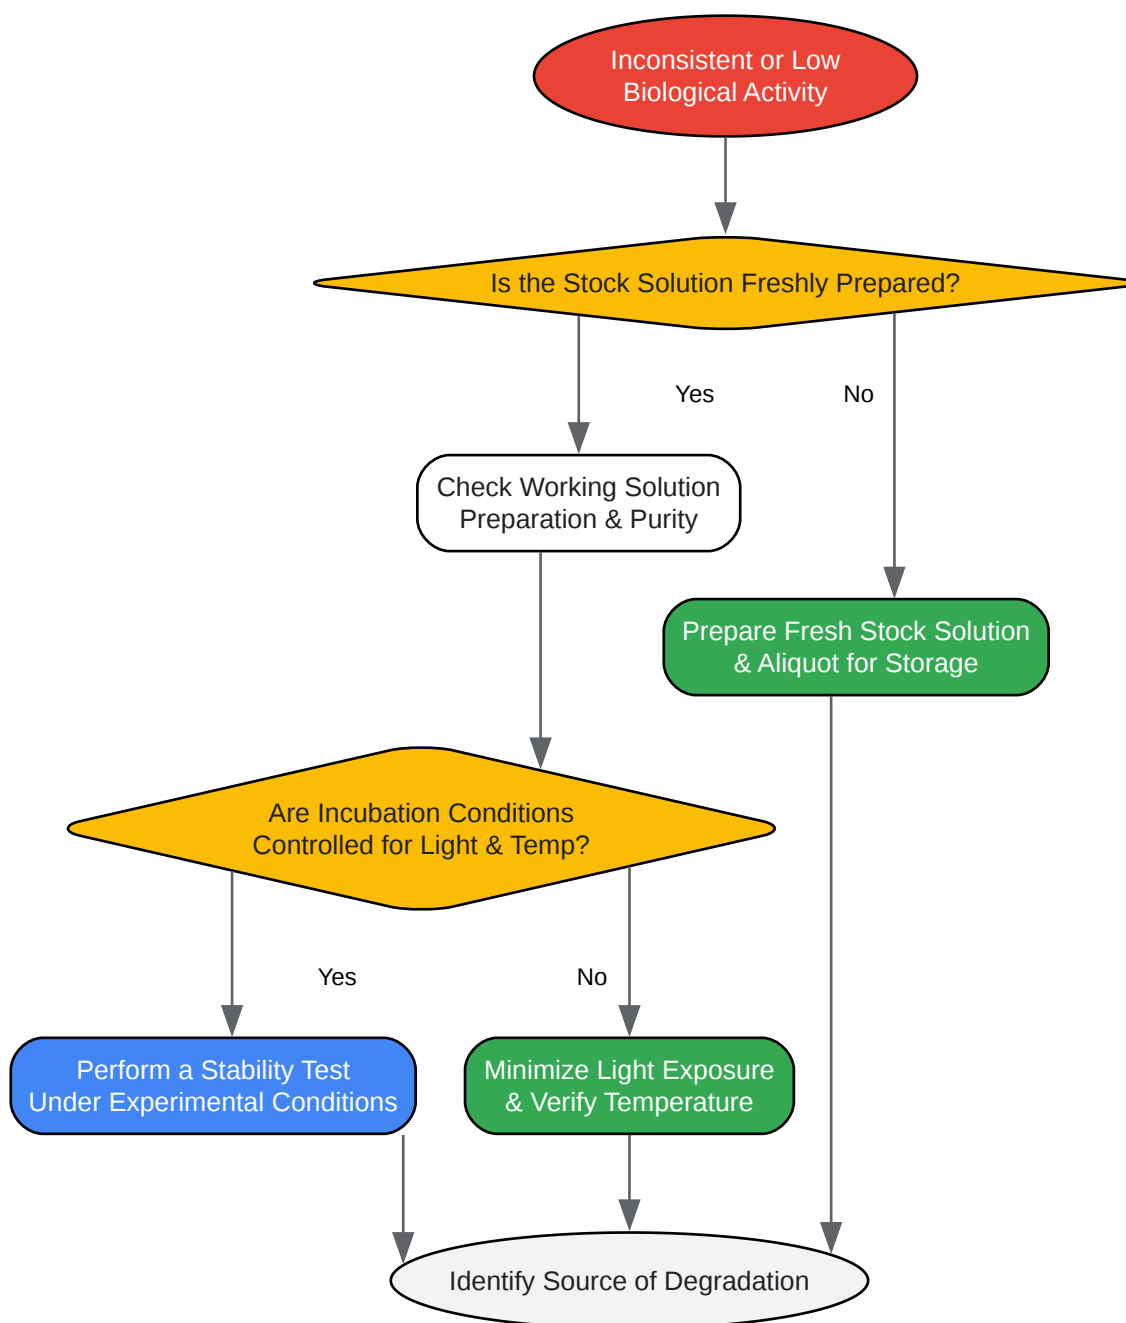 Inconsistent or Low
Biological Activity
Is the Stock Solution Freshly Prepared?
Yes
No
Check Working Solution
Preparation & Purity
Prepare Fresh Stock Solution
& Aliquot for Storage
Are Incubation Conditions
Controlled for Light & Temp?
Yes
No
Perform a Stability Test
Under Experimental Conditions
Minimize Light Exposure
& Verify Temperature
Identify Source of Degradation